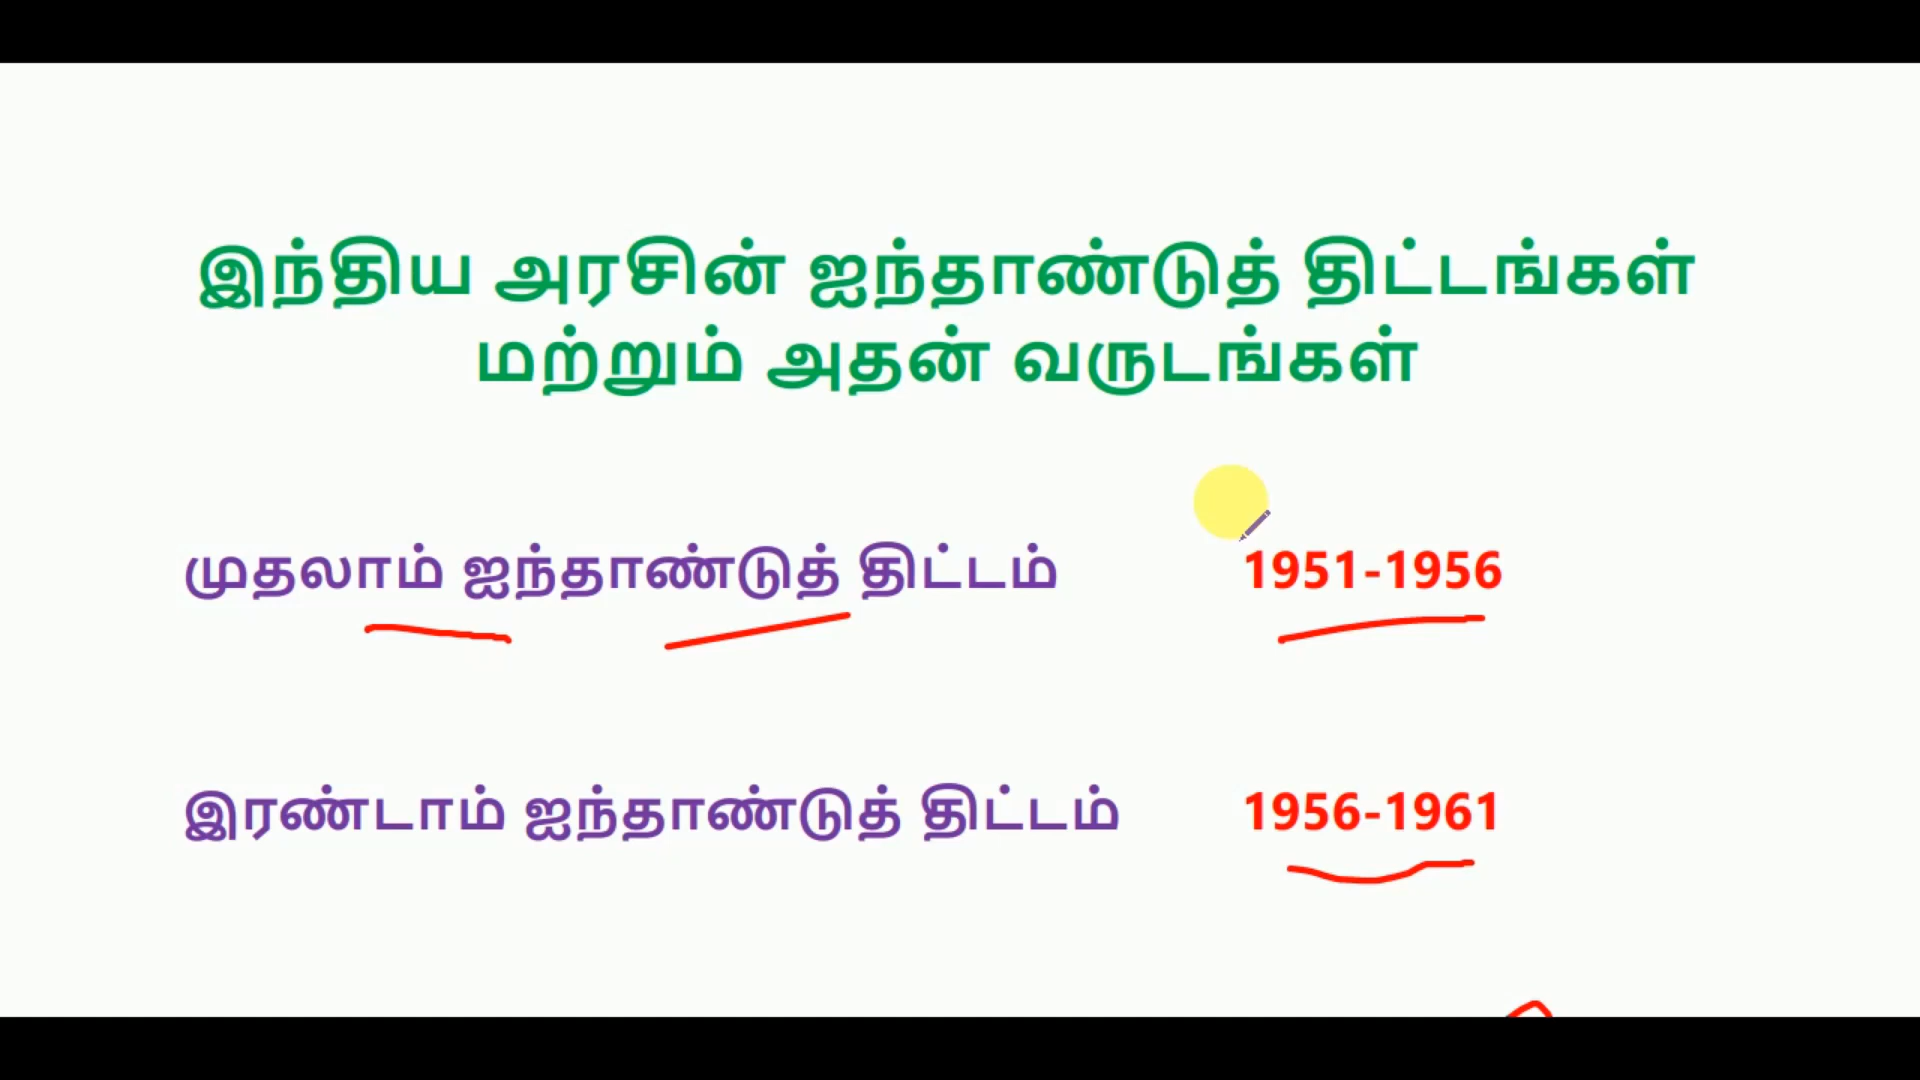 இந்திய அரசின் ஐந்தாண்டுத் திட்டங்கள்
மற்றும் அதன் வருடங்கள்
முதலாம் ஐந்தாண்டுத் திட்டம் 1951-1956
இரண்டாம் ஐந்தாண்டுத் திட்டம் 1956-1961